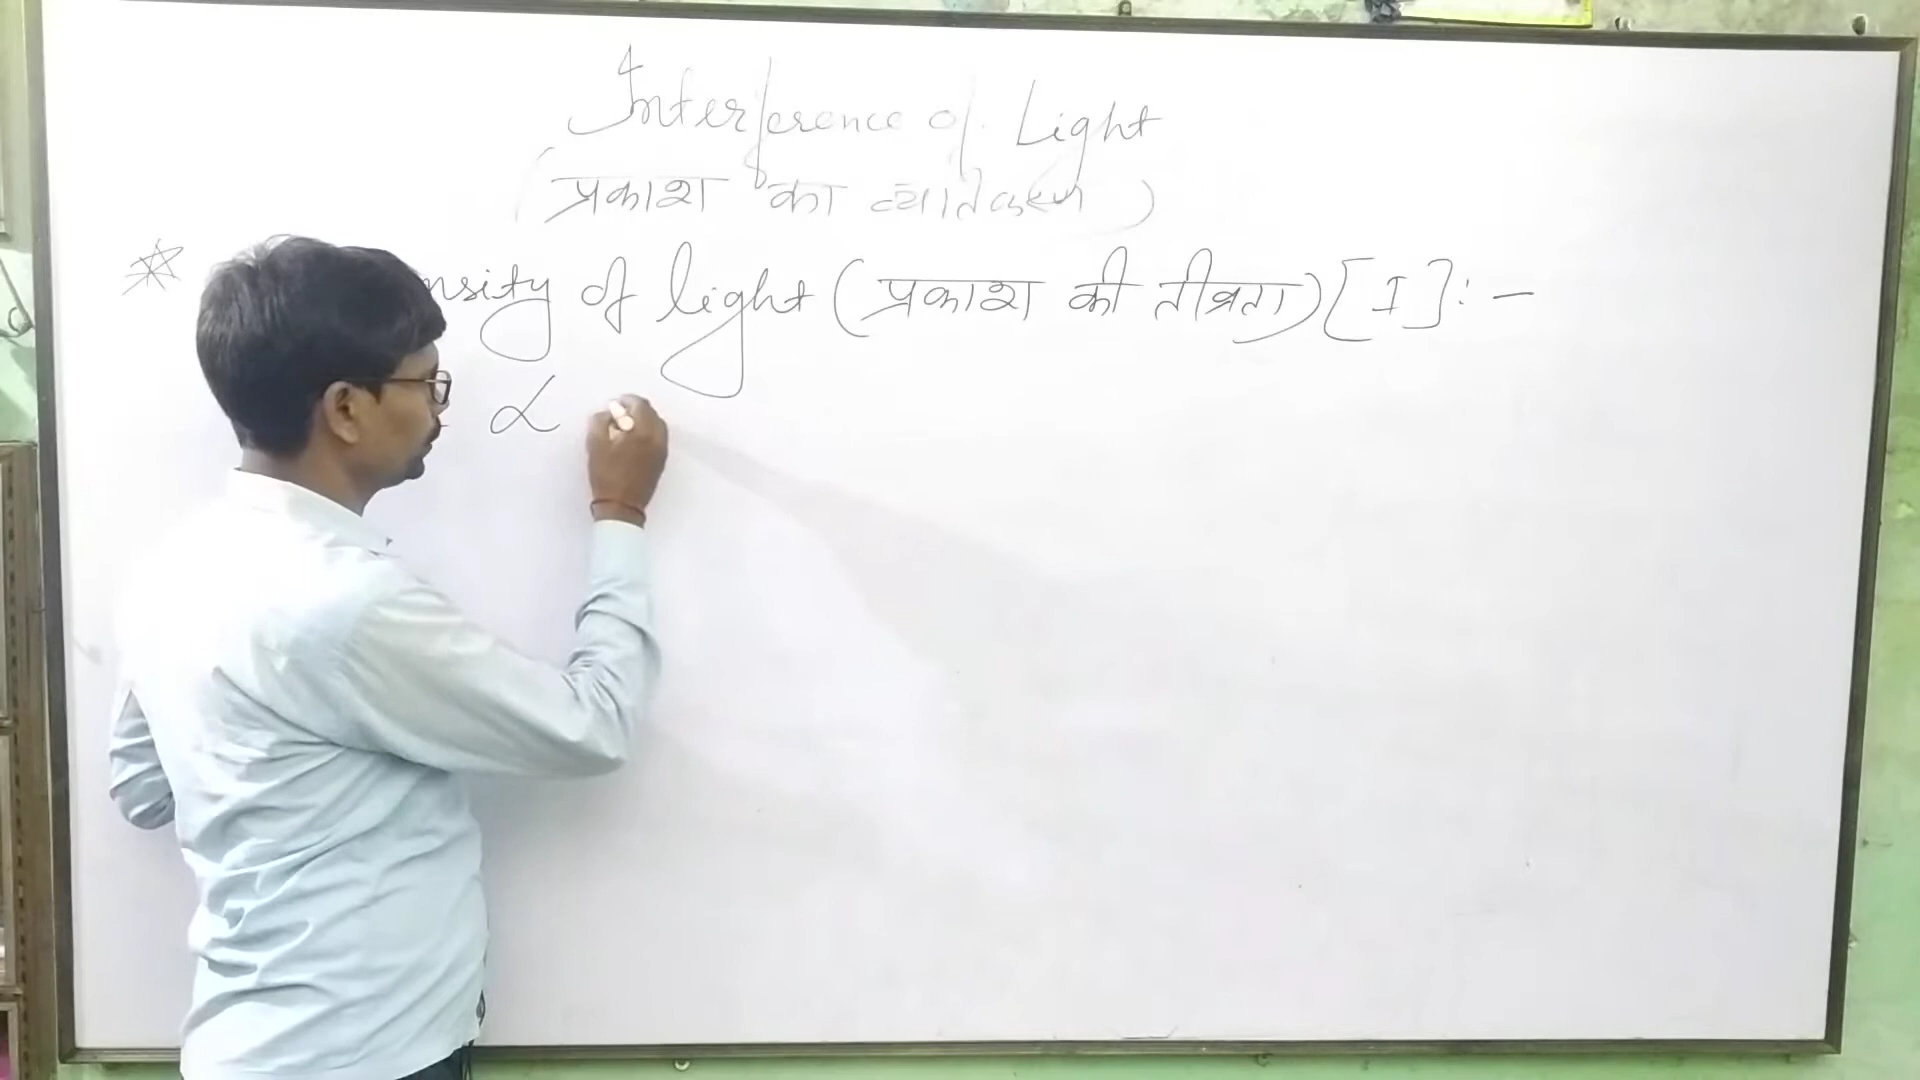 Interference of Light
(प्रकाश का व्यतिकरण)
nsity of light (प्रकाश की तीव्रता) [I] : -
∝